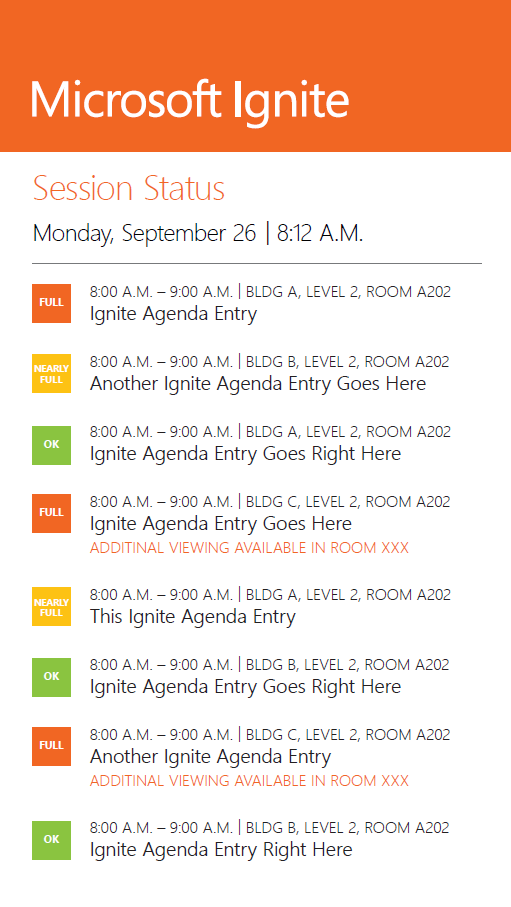 Microsoft Ignite
Session Status
Monday, September 26 | 8:12 A.M.
FULL
8:00 A.M. – 9:00 A.M. | BLDG A, LEVEL 2, ROOM A202
Ignite Agenda Entry
NEARLY
FULL
8:00 A.M. – 9:00 A.M. | BLDG B, LEVEL 2, ROOM A202
Another Ignite Agenda Entry Goes Here
OK
8:00 A.M. – 9:00 A.M. | BLDG A, LEVEL 2, ROOM A202
Ignite Agenda Entry Goes Right Here
FULL
8:00 A.M. – 9:00 A.M. | BLDG C, LEVEL 2, ROOM A202
Ignite Agenda Entry Goes Here
ADDITINAL VIEWING AVAILABLE IN ROOM XXX
NEARLY
FULL
8:00 A.M. – 9:00 A.M. | BLDG A, LEVEL 2, ROOM A202
This Ignite Agenda Entry
OK
8:00 A.M. – 9:00 A.M. | BLDG B, LEVEL 2, ROOM A202
Ignite Agenda Entry Goes Right Here
FULL
8:00 A.M. – 9:00 A.M. | BLDG C, LEVEL 2, ROOM A202
Another Ignite Agenda Entry
ADDITINAL VIEWING AVAILABLE IN ROOM XXX
OK
8:00 A.M. – 9:00 A.M. | BLDG B, LEVEL 2, ROOM A202
Ignite Agenda Entry Right Here